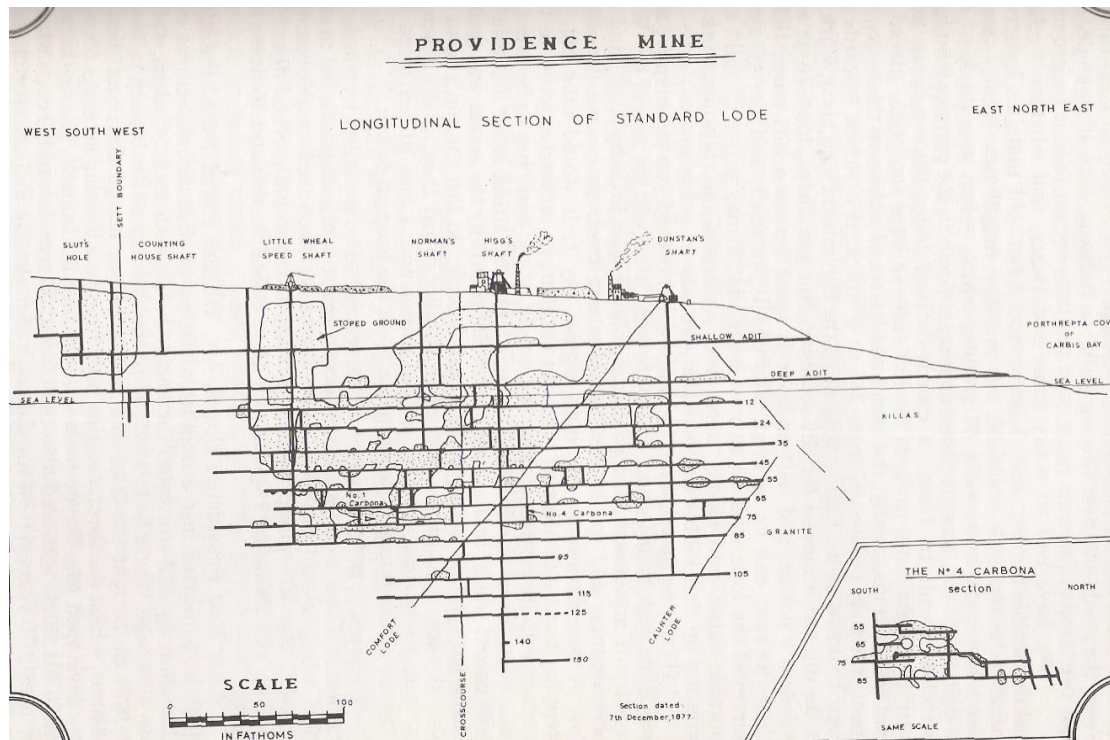 PROVIDENCE MINE
LONGITUDINAL SECTION OF STANDARD LODE
WEST SOUTH WEST
EAST NORTH EAST
SETT BOUNDARY
SLUT'S
HOLE
COUNTING
HOUSE SHAFT
LITTLE WHEAL
SPEED SHAFT
NORMAN'S
SHAFT
HIGG'S
SHAFT
DUNSTAN'S
SHAFT
STOPED GROUND
SHALLOW ADIT
PORTHREPTA COV
OF
CARBIS BAY
DEEP ADIT
SEA LEVEL
SEA LEVEL
KILLAS
12
24
35
45
55
65
75
85
GRANITE
No.1
Carbona
No.4 Carbona
95
105
115
125
140
150
COMFORT
LODE
CAUNTER
LODE
CROSSCOURSE
THE No 4 CARBONA
section
SOUTH
NORTH
55
65
75
85
SAME SCALE
SCALE
0 50 100
IN FATHOMS
Section dated:
7th December, 1877